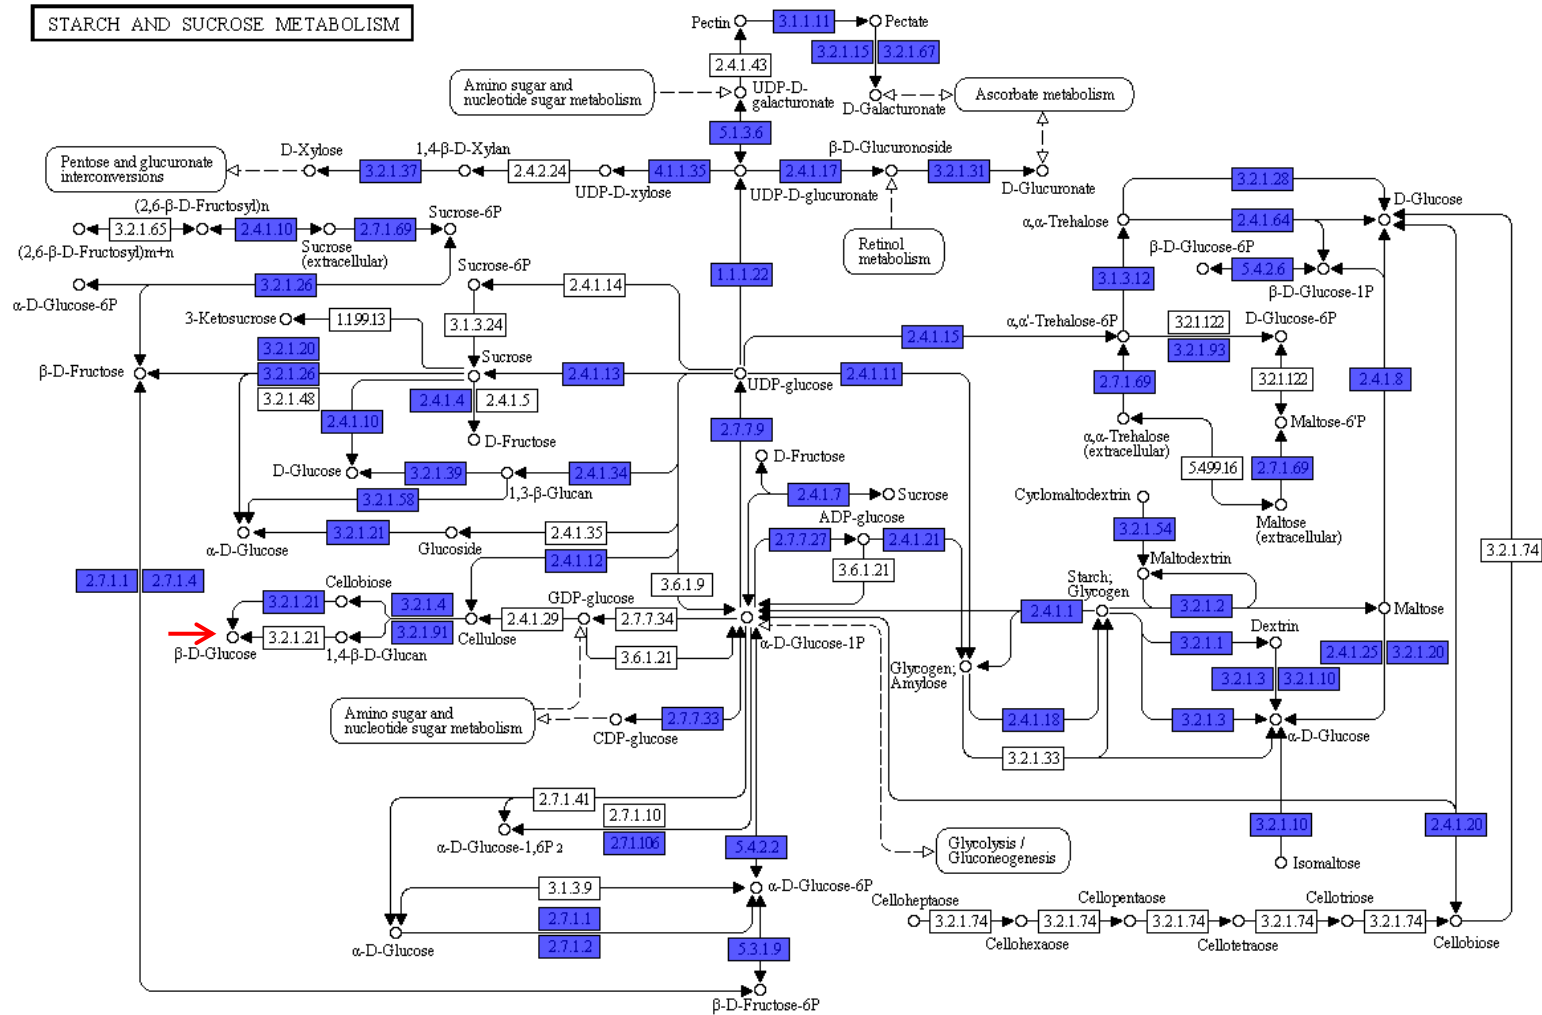 STARCH AND SUCROSE METABOLISM
Pectin
3.1.1.11
Pectate
3.2.1.15
3.2.1.67
2.4.1.43
Amino sugar and
nucleotide sugar metabolism
UDP-D-
galacturonate
D-Galacturonate
Ascorbate metabolism
5.1.3.6
Pentose and glucuronate
interconversions
D-Xylose
3.2.1.37
1,4-β-D-Xylan
2.4.2.24
UDP-D-xylose
4.1.1.35
2.4.1.17
UDP-D-glucuronate
β-D-Glucuronoside
3.2.1.31
D-Glucuronate
3.2.1.28
D-Glucose
(2,6-β-D-Fructosyl)n
3.2.1.65
(2,6-β-D-Fructosyl)m+n
2.4.1.10
Sucrose
(extracellular)
2.7.1.69
Sucrose-6P
Retinol
metabolism
α,α-Trehalose
2.4.1.64
β-D-Glucose-6P
5.4.2.6
β-D-Glucose-1P
α-D-Glucose-6P
3.2.1.26
Sucrose-6P
2.4.1.14
1.1.1.22
3.1.3.12
3-Ketosucrose
1.1.99.13
3.1.3.24
2.4.1.15
α,α'-Trehalose-6P
3.2.1.122
3.2.1.93
D-Glucose-6P
β-D-Fructose
3.2.1.20
3.2.1.26
3.2.1.48
Sucrose
2.4.1.13
UDP-glucose
2.4.1.11
2.7.1.69
3.2.1.122
2.4.1.8
2.4.1.10
2.4.1.4
2.4.1.5
D-Fructose
2.7.7.9
α,α-Trehalose
(extracellular)
Maltose-6'P
D-Glucose
3.2.1.39
2.4.1.34
1,3-β-Glucan
3.2.1.58
D-Fructose
2.4.1.7
Sucrose
5.4.99.16
2.7.1.69
Cyclomaltodextrin
Maltose
(extracellular)
α-D-Glucose
3.2.1.21
Glucoside
2.4.1.35
2.4.1.12
ADP-glucose
2.7.7.27
2.4.1.21
3.6.1.21
3.2.1.54
Maltodextrin
3.2.1.74
2.7.1.1
2.7.1.4
Cellobiose
3.2.1.21
3.2.1.4
3.2.1.91
3.2.1.21
β-D-Glucose
1,4-β-D-Glucan
Cellulose
2.4.1.29
GDP-glucose
2.7.7.34
3.6.1.9
3.6.1.21
α-D-Glucose-1P
2.4.1.1
Starch;
Glycogen
3.2.1.2
Maltose
3.2.1.1
Dextrin
2.4.1.25
3.2.1.20
Glycogen;
Amylose
3.2.1.3
3.2.1.10
Amino sugar and
nucleotide sugar metabolism
CDP-glucose
2.7.7.33
2.4.1.18
3.2.1.3
α-D-Glucose
3.2.1.33
2.7.1.41
2.7.1.10
2.7.1.106
α-D-Glucose-1,6P2
5.4.2.2
Glycolysis /
Gluconeogenesis
3.2.1.10
2.4.1.20
Isomaltose
3.1.3.9
α-D-Glucose-6P
2.7.1.1
2.7.1.2
α-D-Glucose
5.3.1.9
β-D-Fructose-6P
Celloheptaose
3.2.1.74
Cellohexaose
3.2.1.74
Cellopentaose
3.2.1.74
Cellotetraose
3.2.1.74
Cellotriose
3.2.1.74
Cellobiose